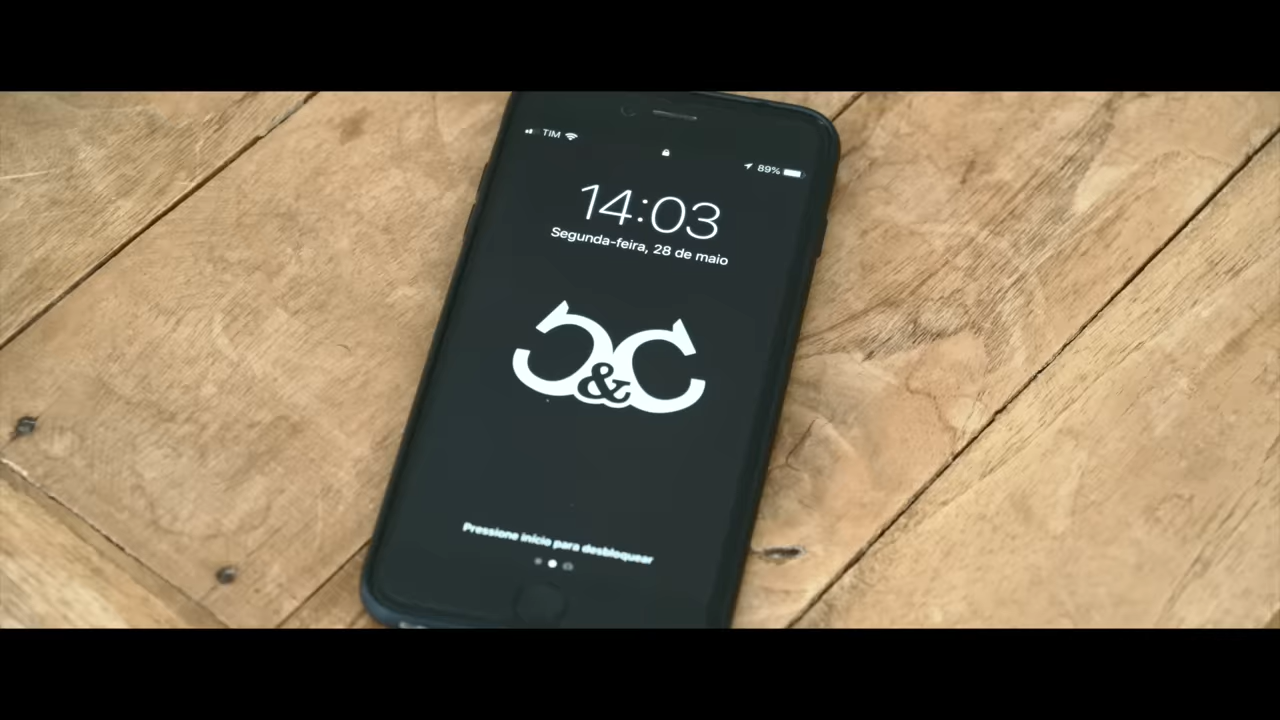 TIM
89%
14:03
Segunda-feira, 28 de maio
C&C
Pressione início para desbloquear